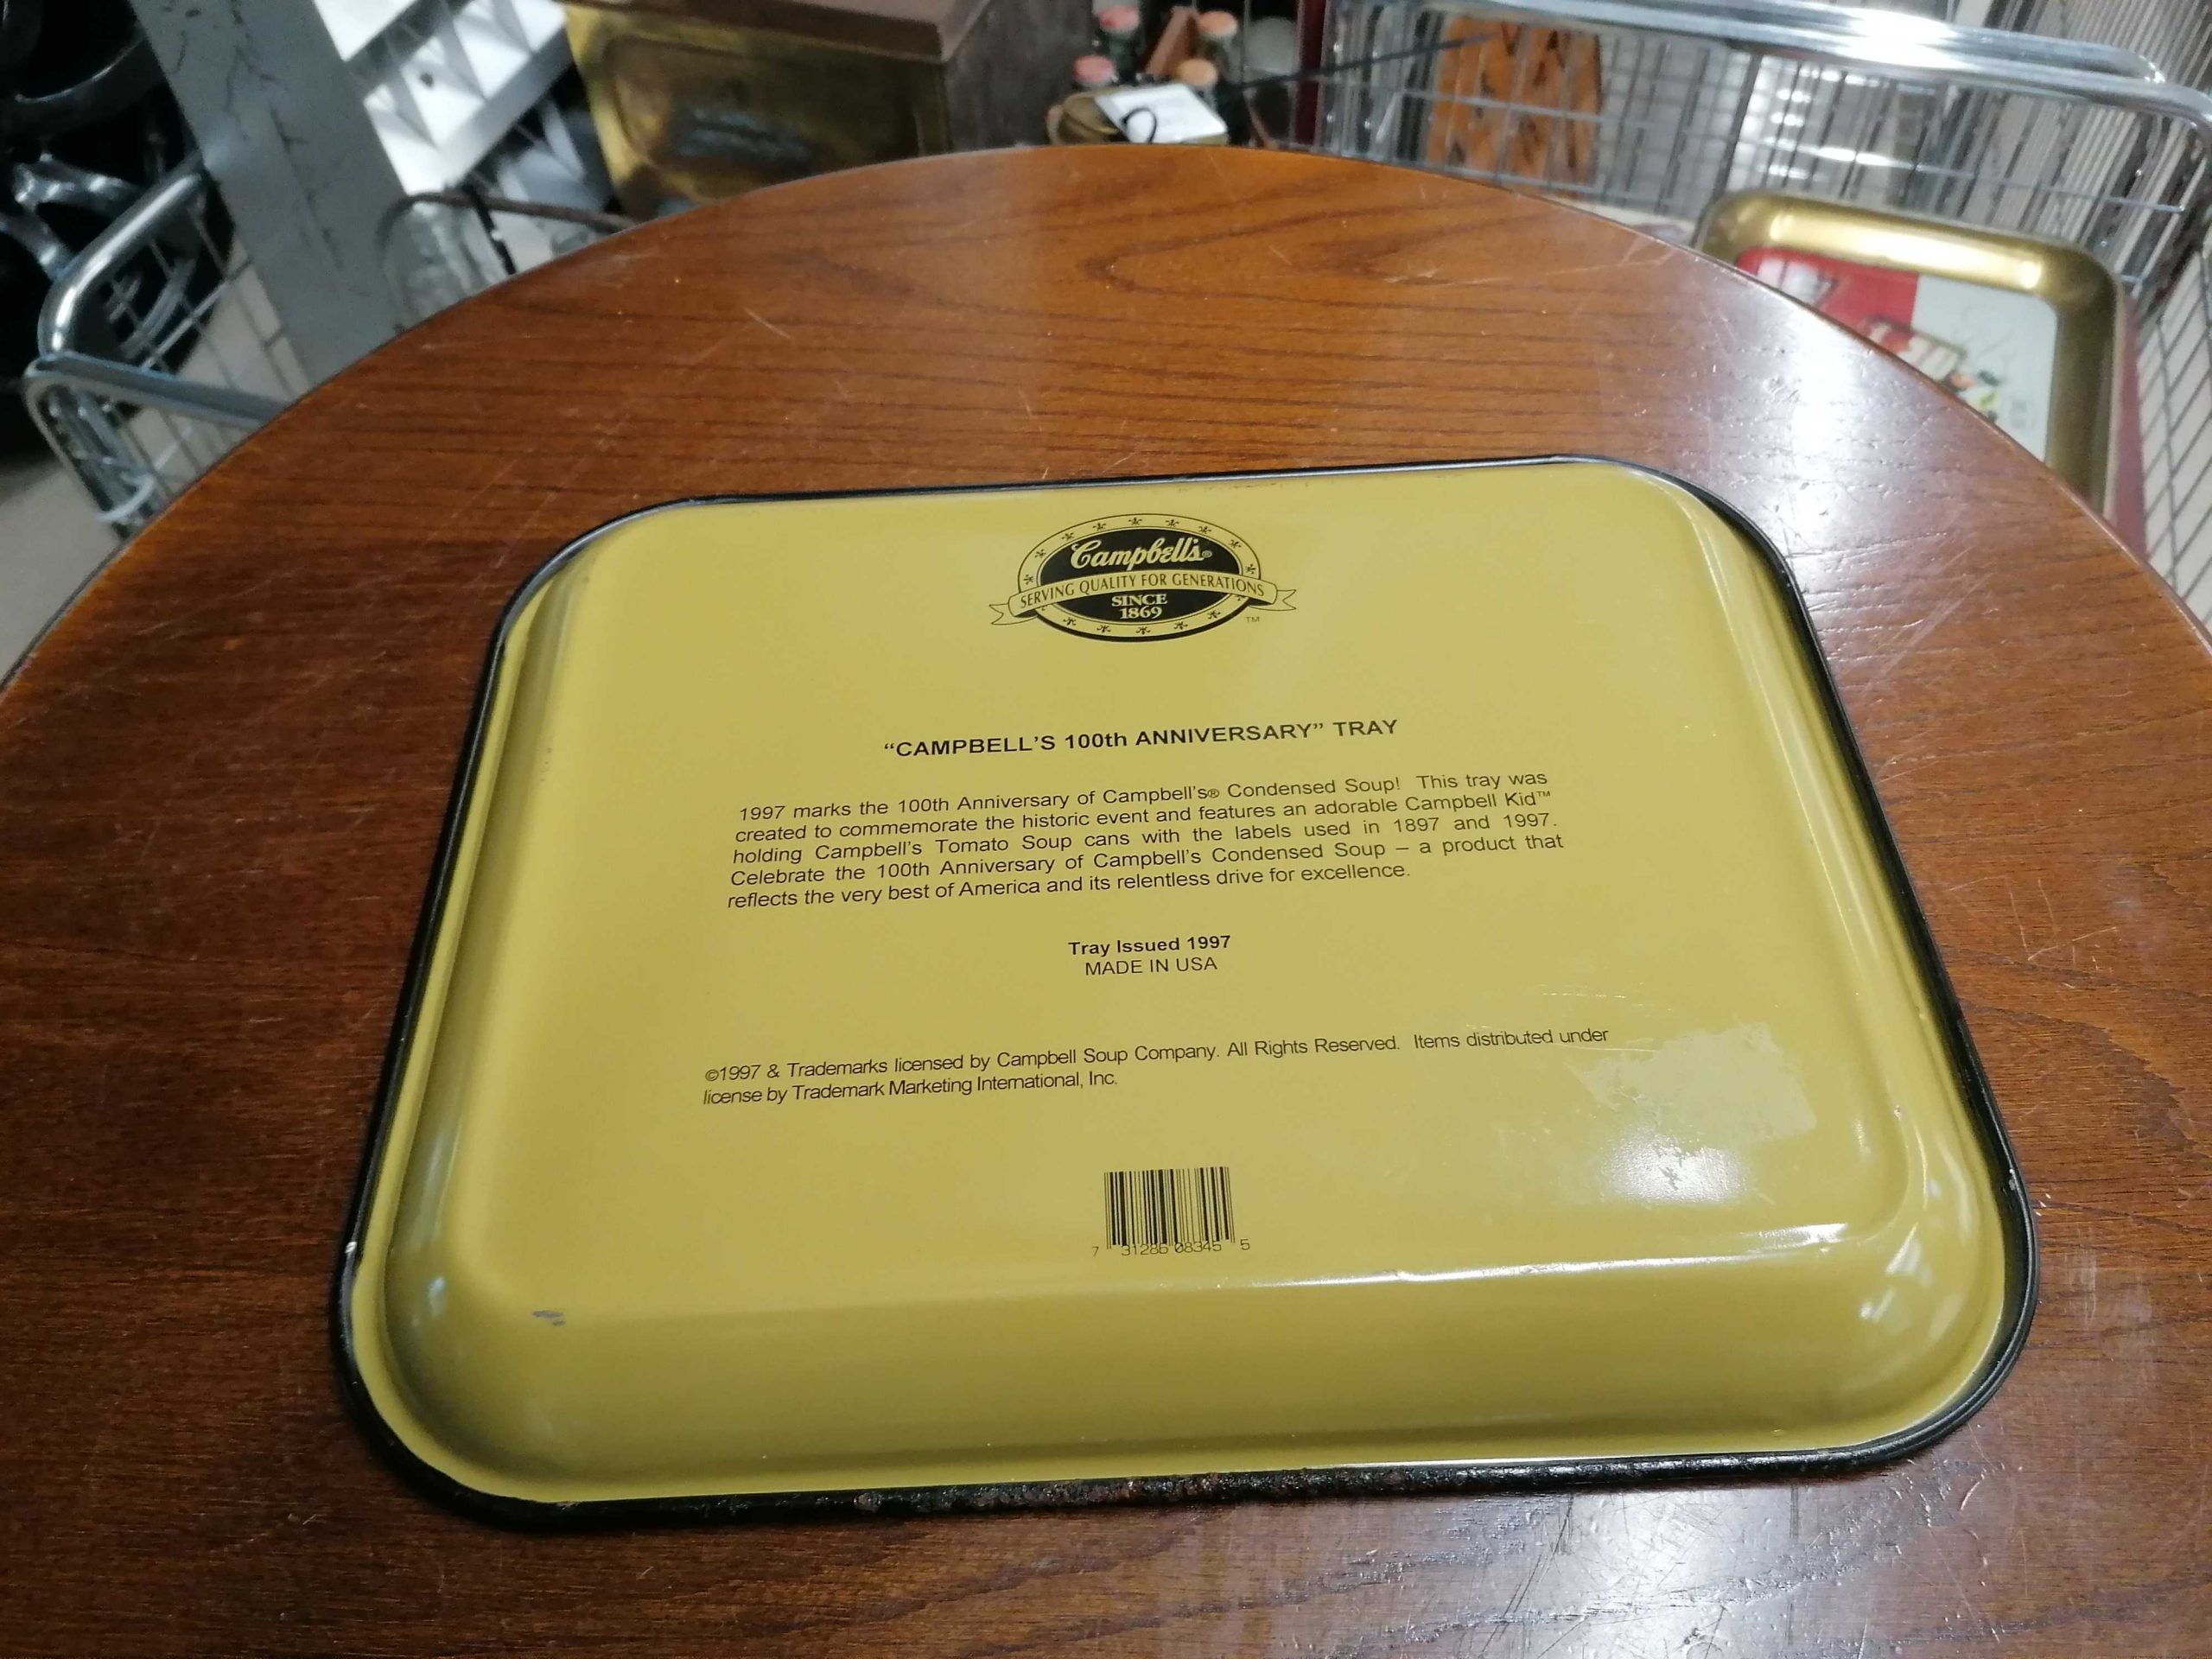 Campbell's®
SERVING QUALITY FOR GENERATIONS
SINCE
1869
TM
“CAMPBELL’S 100th ANNIVERSARY” TRAY
1997 marks the 100th Anniversary of Campbell’s® Condensed Soup! This tray was
created to commemorate the historic event and features an adorable Campbell Kid™
holding Campbell’s Tomato Soup cans with the labels used in 1897 and 1997.
Celebrate the 100th Anniversary of Campbell’s Condensed Soup – a product that
reflects the very best of America and its relentless drive for excellence.
Tray Issued 1997
MADE IN USA
©1997 & Trademarks licensed by Campbell Soup Company. All Rights Reserved. Items distributed under
license by Trademark Marketing International, Inc.
7 31286 08345 5